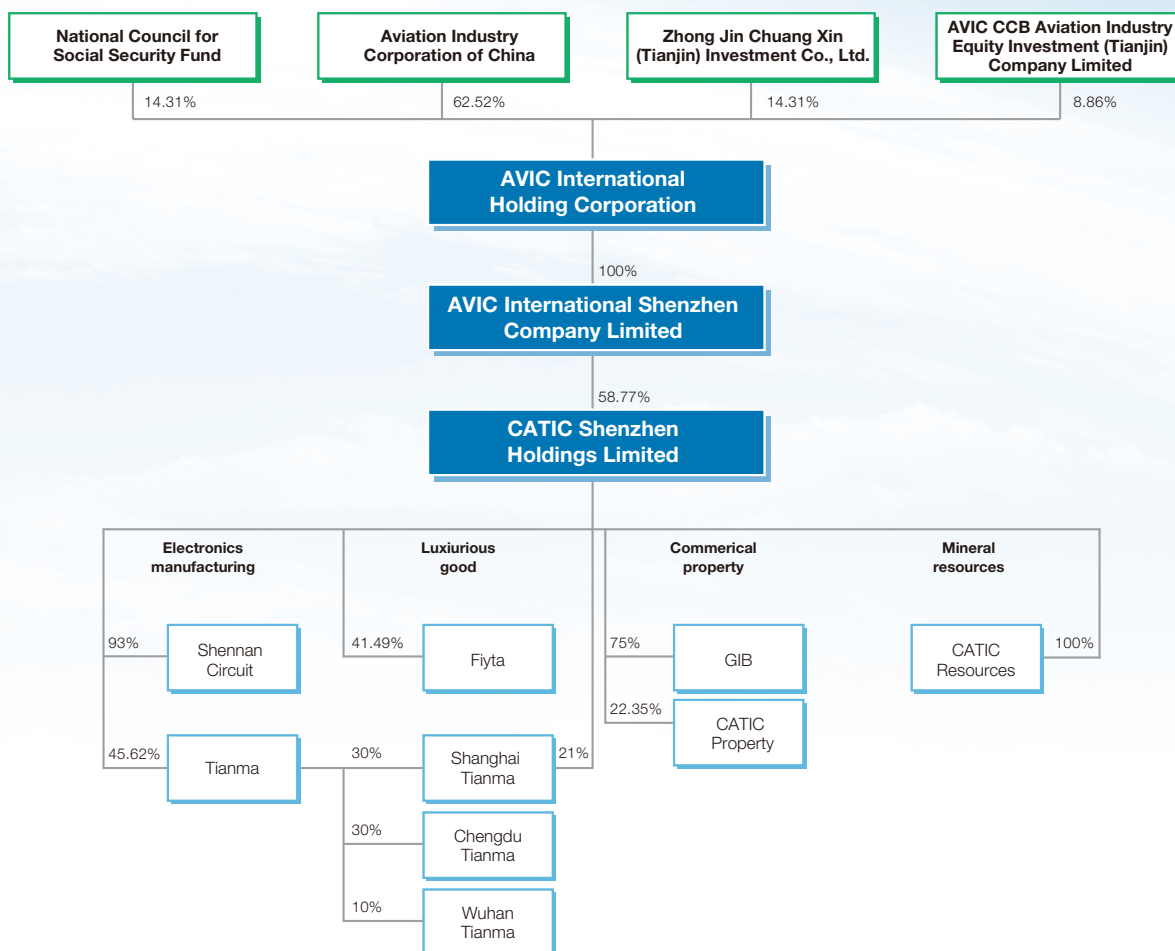 National Council for
Social Security Fund
Aviation Industry
Corporation of China
Zhong Jin Chuang Xin
(Tianjin) Investment Co., Ltd.
AVIC CCB Aviation Industry
Equity Investment (Tianjin)
Company Limited
14.31%
62.52%
14.31%
8.86%
AVIC International
Holding Corporation
100%
AVIC International Shenzhen
Company Limited
58.77%
CATIC Shenzhen
Holdings Limited
Electronics
manufacturing
Luxiurious
good
Commerical
property
Mineral
resources
93%
Shennan
Circuit
41.49%
Fiyta
75%
GIB
CATIC
Resources
100%
22.35%
CATIC
Property
45.62%
Tianma
30%
Shanghai
Tianma
21%
30%
Chengdu
Tianma
10%
Wuhan
Tianma